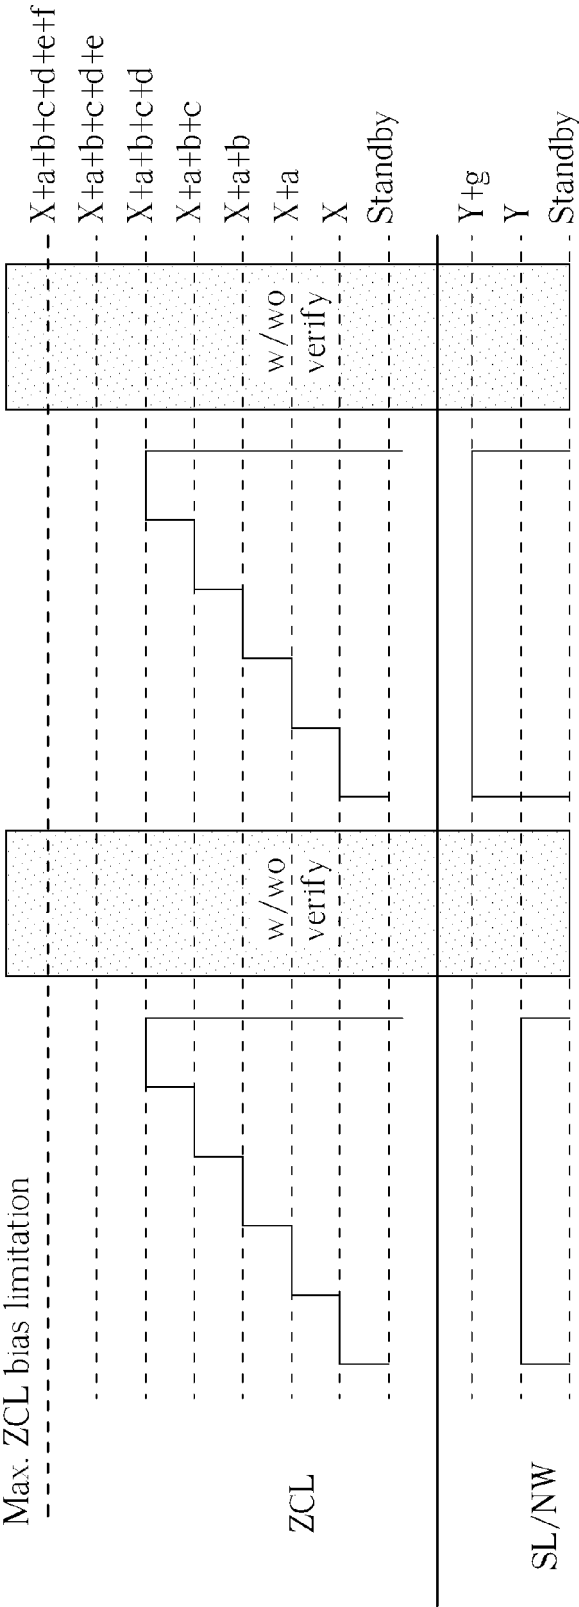 Max. ZCL bias limitation
X+a+b+c+d+e+f
X+a+b+c+d+e
X+a+b+c+d
X+a+b+c
X+a+b
X+a
X
Standby
ZCL
w/wo
verify
w/wo
verify
Y+g
Y
Standby
SL/NW